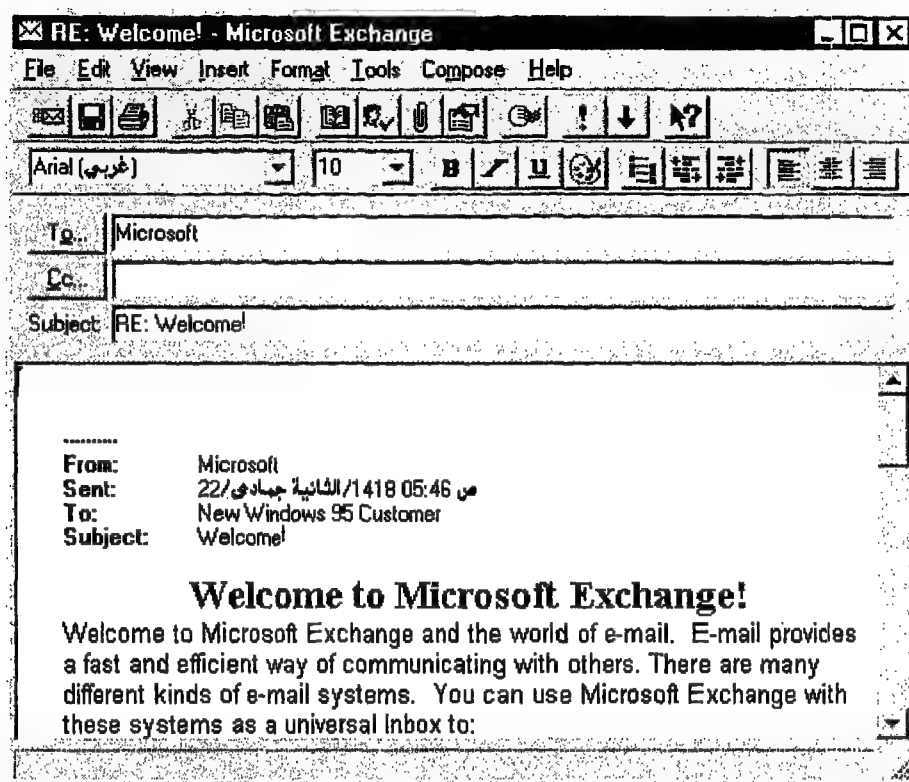 RE: Welcome! - Microsoft Exchange
File Edit View Insert Format Tools Compose Help
Arial (غربي) 10 B I U
To... Microsoft
Cc...
Subject: RE: Welcome!
----------
From: Microsoft
Sent: 22/الثانية جمادى/1418 05:46 ص
To: New Windows 95 Customer
Subject: Welcome!
Welcome to Microsoft Exchange!
Welcome to Microsoft Exchange and the world of e-mail. E-mail provides
a fast and efficient way of communicating with others. There are many
different kinds of e-mail systems. You can use Microsoft Exchange with
these systems as a universal inbox to: